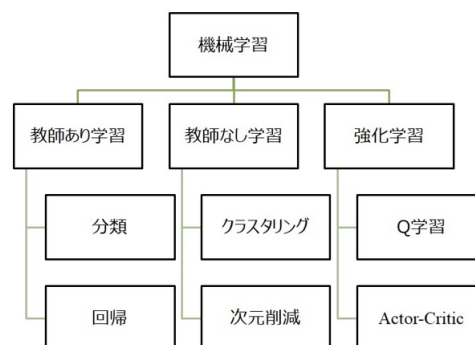 機械学習
教師あり学習
教師なし学習
強化学習
分類
クラスタリング
Q学習
回帰
次元削減
Actor-Critic